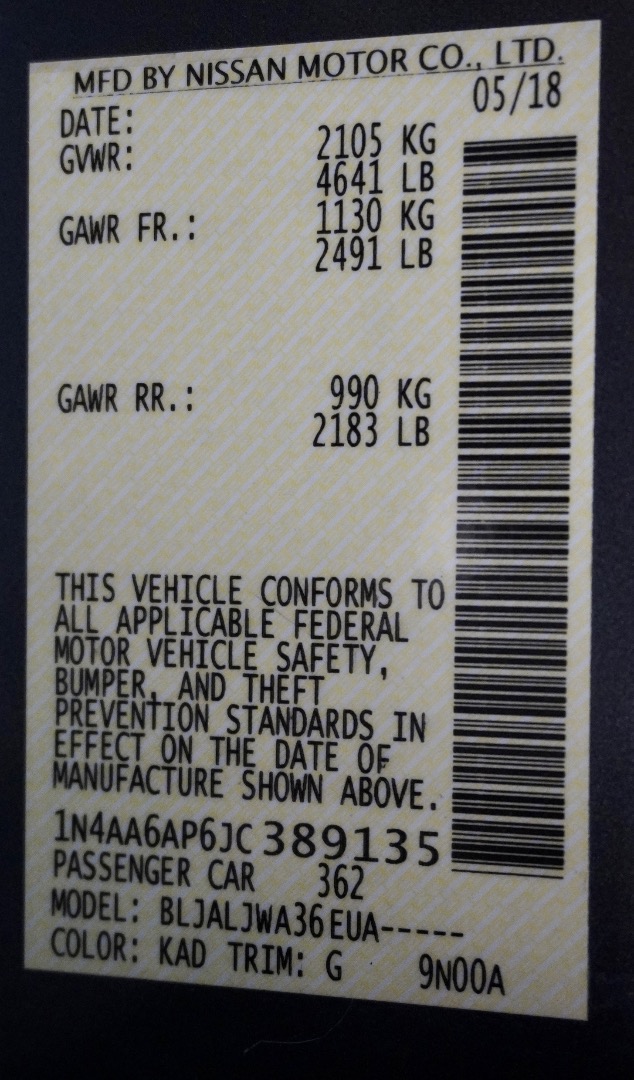 MFD BY NISSAN MOTOR CO., LTD.
DATE: 05/18
GVWR: 2105 KG
4641 LB
GAWR FR.: 1130 KG
2491 LB
GAWR RR.: 990 KG
2183 LB
THIS VEHICLE CONFORMS TO
ALL APPLICABLE FEDERAL
MOTOR VEHICLE SAFETY,
BUMPER, AND THEFT
PREVENTION STANDARDS IN
EFFECT ON THE DATE OF
MANUFACTURE SHOWN ABOVE.
1N4AA6AP6JC389135
PASSENGER CAR 362
MODEL: BLJALJWA36EUA-----
COLOR: KAD TRIM: G 9N00A